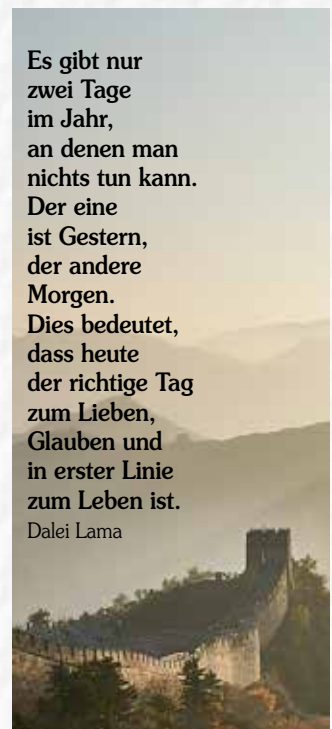 Es gibt nur
zwei Tage
im Jahr,
an denen man
nichts tun kann.
Der eine
ist Gestern,
der andere
Morgen.
Dies bedeutet,
dass heute
der richtige Tag
zum Lieben,
Glauben und
in erster Linie
zum Leben ist.
Dalei Lama